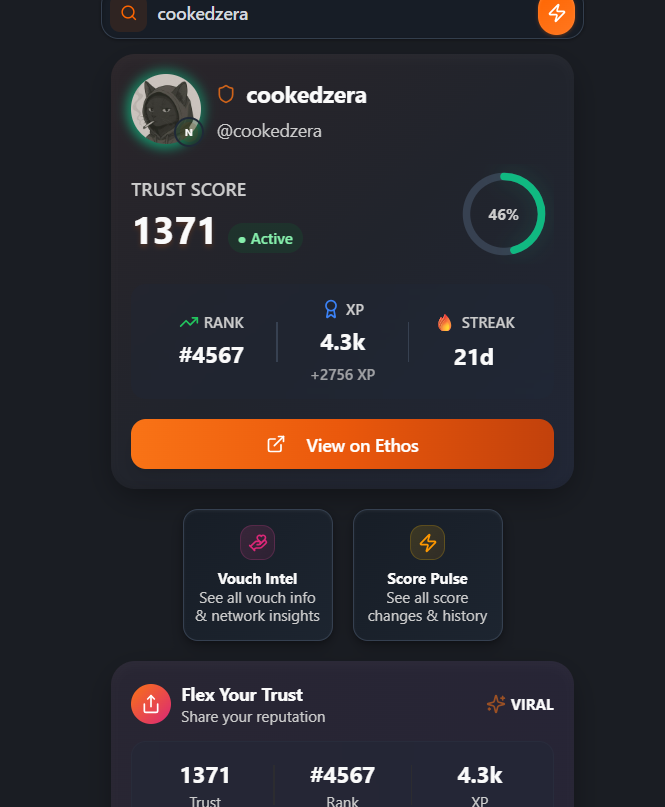 cookedzera
N
cookedzera
@cookedzera
TRUST SCORE
1371
Active
46%
RANK
#4567
XP
4.3k
+2756 XP
STREAK
21d
View on Ethos
Vouch Intel
See all vouch info
& network insights
Score Pulse
See all score
changes & history
Flex Your Trust
Share your reputation
VIRAL
1371
Trust
#4567
Rank
4.3k
XP